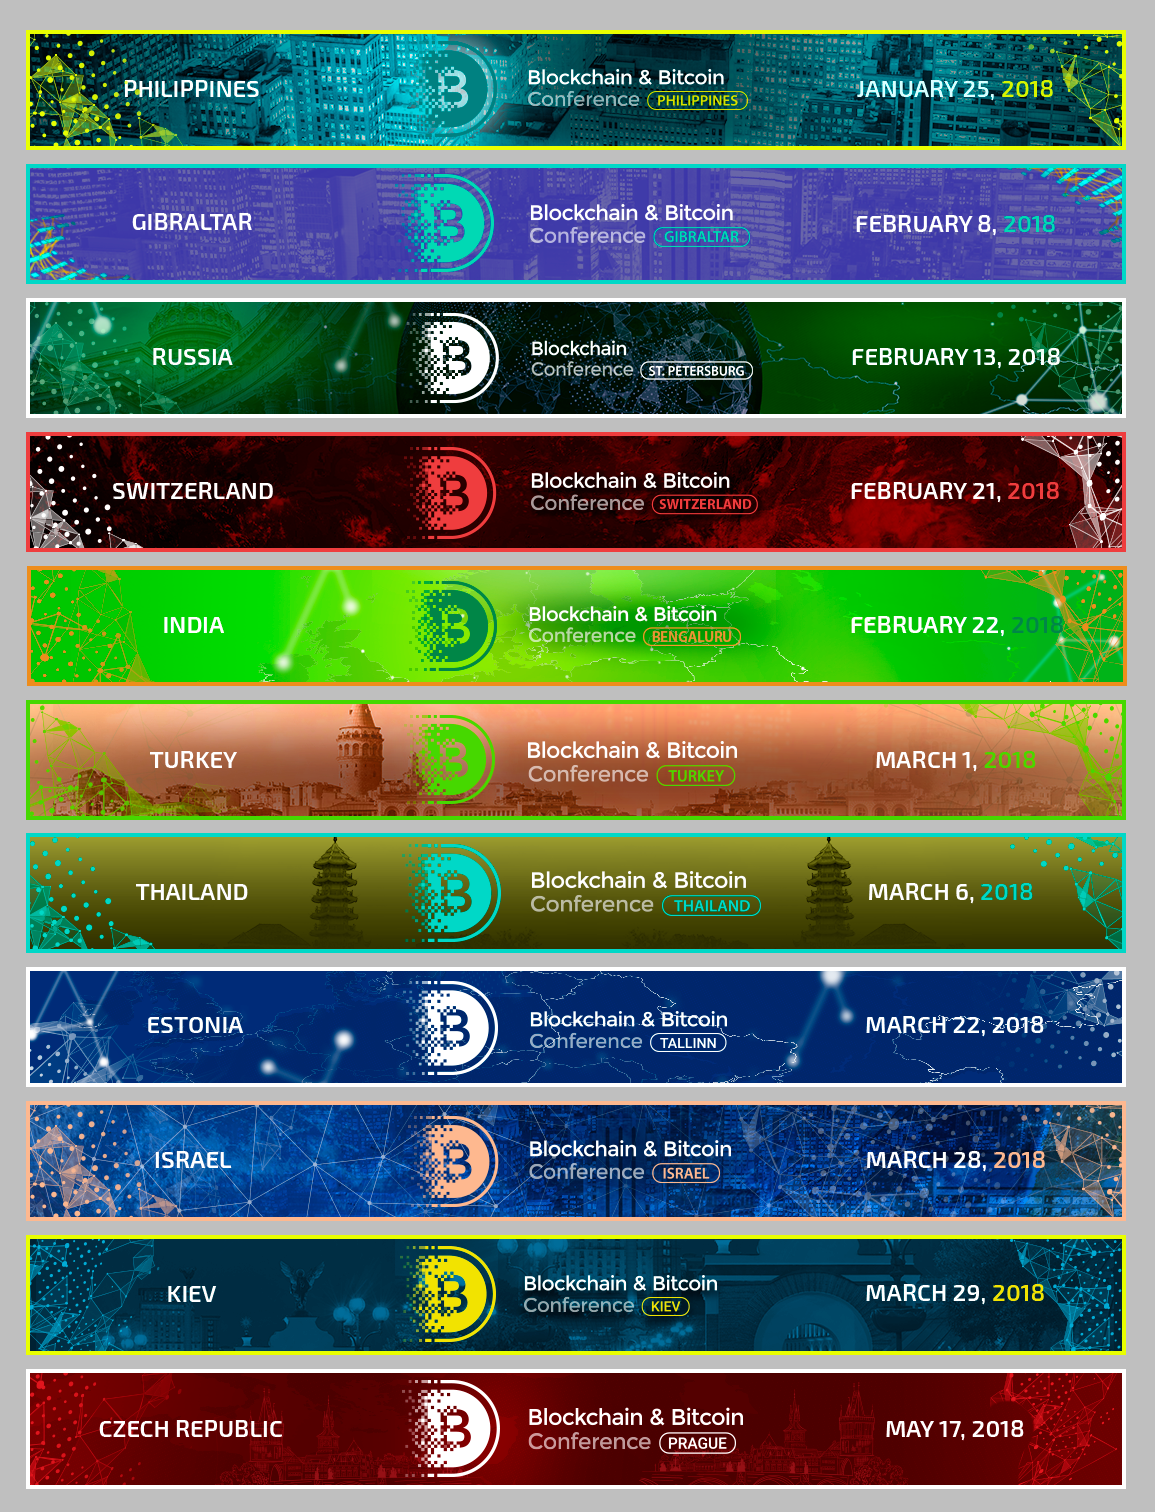 PHILIPPINES
Blockchain & Bitcoin
Conference PHILIPPINES
JANUARY 25, 2018
GIBRALTAR
Blockchain & Bitcoin
Conference GIBRALTAR
FEBRUARY 8, 2018
RUSSIA
Blockchain
Conference ST. PETERSBURG
FEBRUARY 13, 2018
SWITZERLAND
Blockchain & Bitcoin
Conference SWITZERLAND
FEBRUARY 21, 2018
INDIA
Blockchain & Bitcoin
Conference BENGALURU
FEBRUARY 22, 2018
TURKEY
Blockchain & Bitcoin
Conference TURKEY
MARCH 1, 2018
THAILAND
Blockchain & Bitcoin
Conference THAILAND
MARCH 6, 2018
ESTONIA
Blockchain & Bitcoin
Conference TALLINN
MARCH 22, 2018
ISRAEL
Blockchain & Bitcoin
Conference ISRAEL
MARCH 28, 2018
KIEV
Blockchain & Bitcoin
Conference KIEV
MARCH 29, 2018
CZECH REPUBLIC
Blockchain & Bitcoin
Conference PRAGUE
MAY 17, 2018